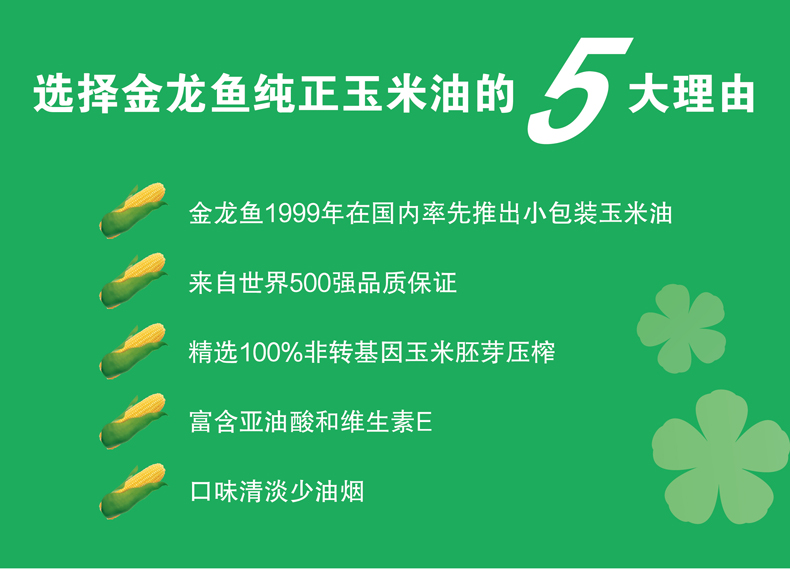 选择金龙鱼纯正玉米油的5大理由
金龙鱼1999年在国内率先推出小包装玉米油
来自世界500强品质保证
精选100%非转基因玉米胚芽压榨
富含亚油酸和维生素E
口味清淡少油烟